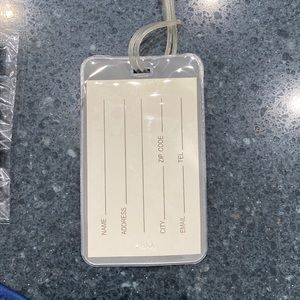 NAME
ADDRESS
CITY ZIP CODE
EMAIL TEL